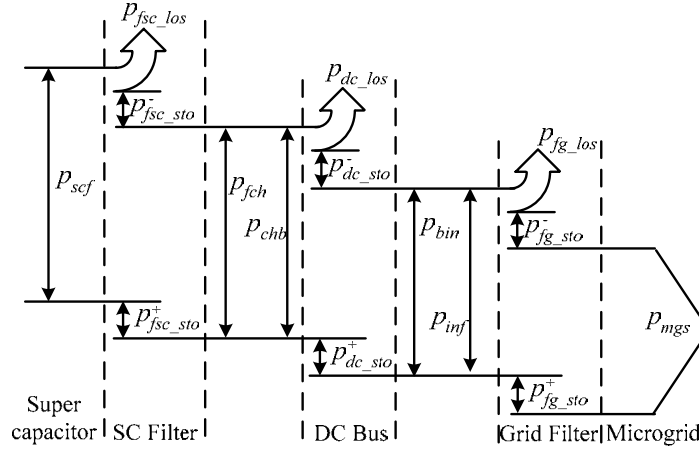 p_fsc_los
p_dc_los
p_fg_los
p⁻_fsc_sto
p⁻_dc_sto
p⁻_fg_sto
p_scf
p_fch
p_chb
p_bin
p_inf
p_mgs
p⁺_fsc_sto
p⁺_dc_sto
p⁺_fg_sto
Super
capacitor
SC Filter
DC Bus
Grid Filter
Microgrid